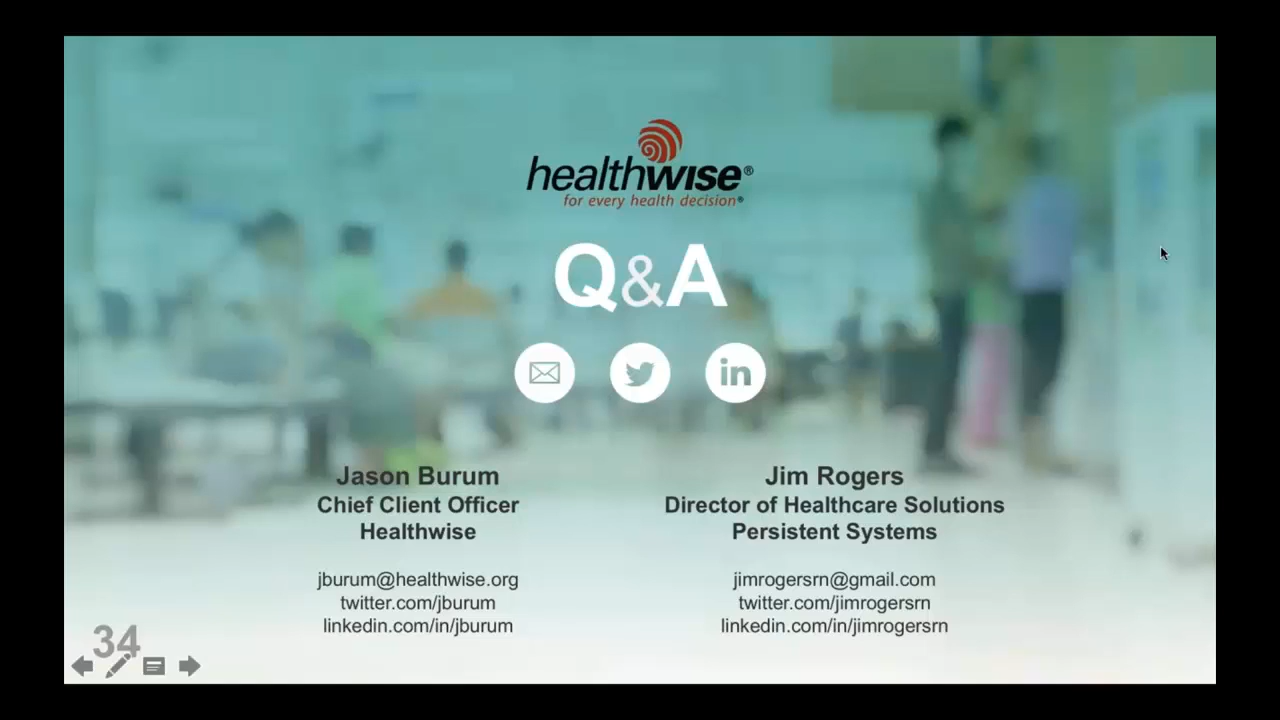 healthwise®
for every health decision®
Q&A
in
Jason Burum
Chief Client Officer
Healthwise
jburum@healthwise.org
twitter.com/jburum
linkedin.com/in/jburum
Jim Rogers
Director of Healthcare Solutions
Persistent Systems
jimrogersrn@gmail.com
twitter.com/jimrogersrn
linkedin.com/in/jimrogersrn
34